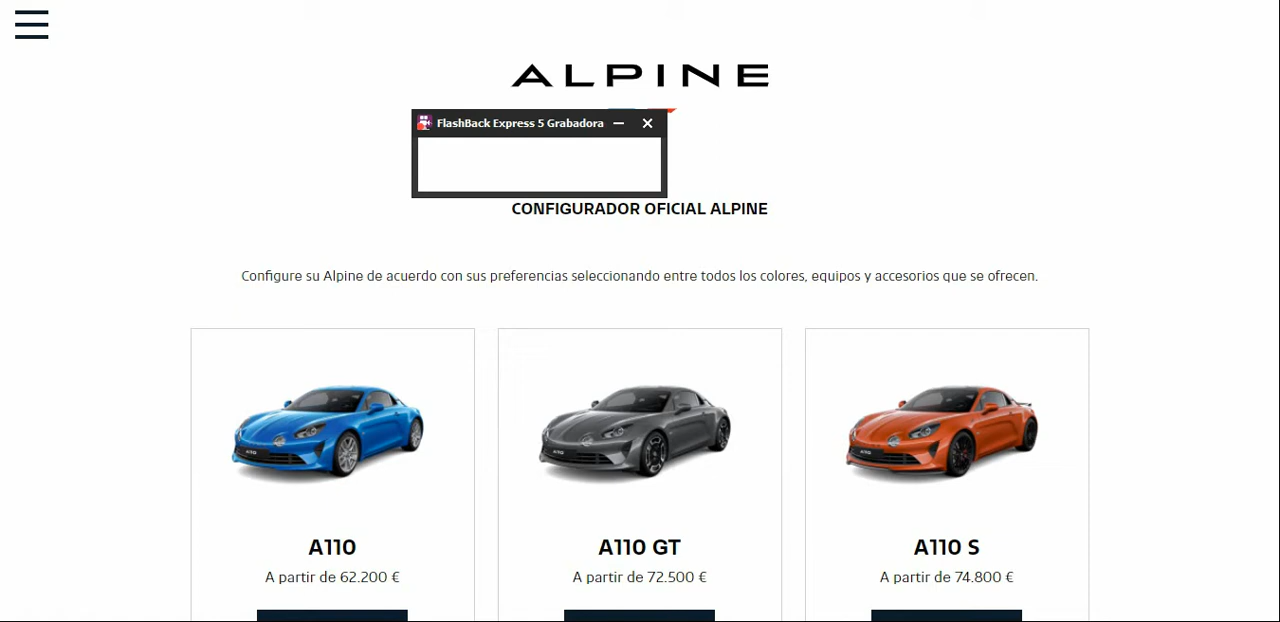 ALPINE
FlashBack Express 5 Grabadora
CONFIGURADOR OFICIAL ALPINE
Configure su Alpine de acuerdo con sus preferencias seleccionando entre todos los colores, equipos y accesorios que se ofrecen.
A110
A partir de 62.200 €
A110 GT
A partir de 72.500 €
A110 S
A partir de 74.800 €